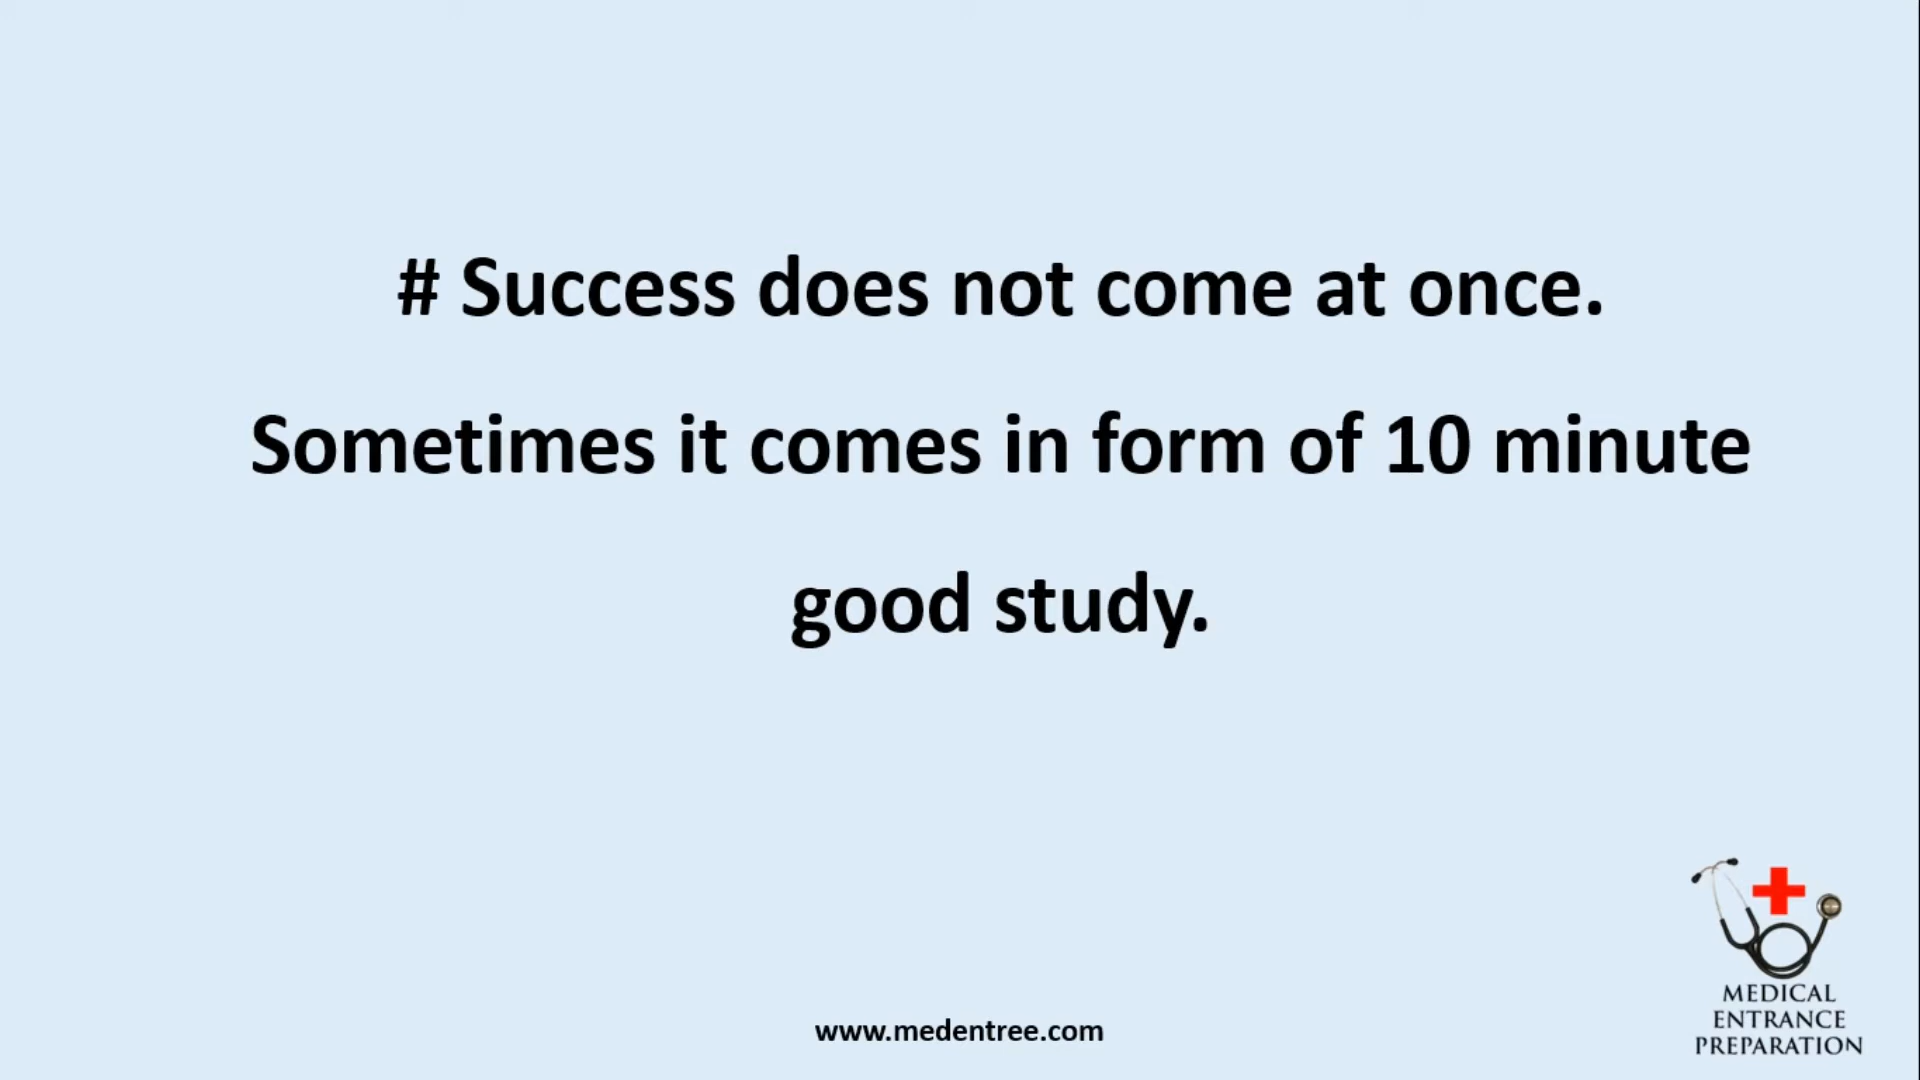 # Success does not come at once.
Sometimes it comes in form of 10 minute
good study.
MEDICAL
ENTRANCE
PREPARATION
www.medentree.com